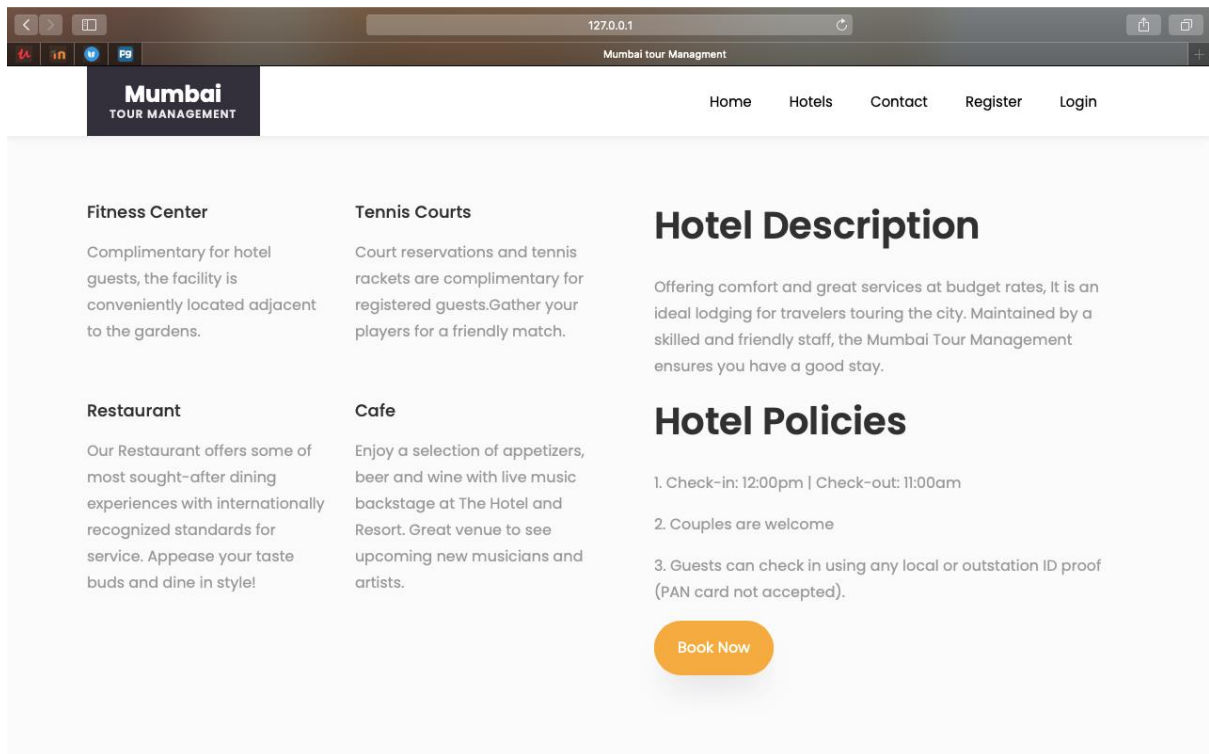 127.0.0.1
in
Pg
Mumbai tour Managment
Mumbai
TOUR MANAGEMENT
Home
Hotels
Contact
Register
Login
Fitness Center
Complimentary for hotel
guests, the facility is
conveniently located adjacent
to the gardens.
Tennis Courts
Court reservations and tennis
rackets are complimentary for
registered guests.Gather your
players for a friendly match.
Restaurant
Our Restaurant offers some of
most sought-after dining
experiences with internationally
recognized standards for
service. Appease your taste
buds and dine in style!
Cafe
Enjoy a selection of appetizers,
beer and wine with live music
backstage at The Hotel and
Resort. Great venue to see
upcoming new musicians and
artists.
Hotel Description
Offering comfort and great services at budget rates, It is an
ideal lodging for travelers touring the city. Maintained by a
skilled and friendly staff, the Mumbai Tour Management
ensures you have a good stay.
Hotel Policies
1. Check-in: 12:00pm | Check-out: 11:00am
2. Couples are welcome
3. Guests can check in using any local or outstation ID proof
(PAN card not accepted).
Book Now